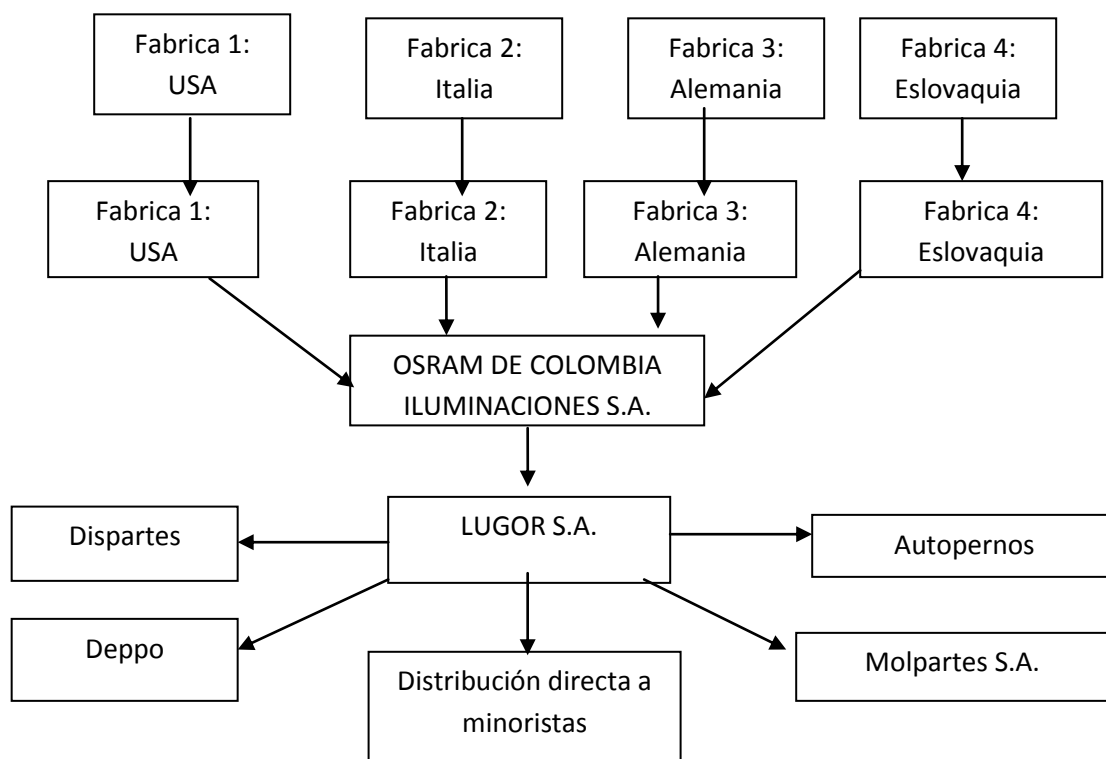 Fabrica 1:
USA
Fabrica 2:
Italia
Fabrica 3:
Alemania
Fabrica 4:
Eslovaquia
Fabrica 1:
USA
Fabrica 2:
Italia
Fabrica 3:
Alemania
Fabrica 4:
Eslovaquia
OSRAM DE COLOMBIA
ILUMINACIONES S.A.
Dispartes
LUGOR S.A.
Autopernos
Deppo
Distribución directa a
minoristas
Molpartes S.A.